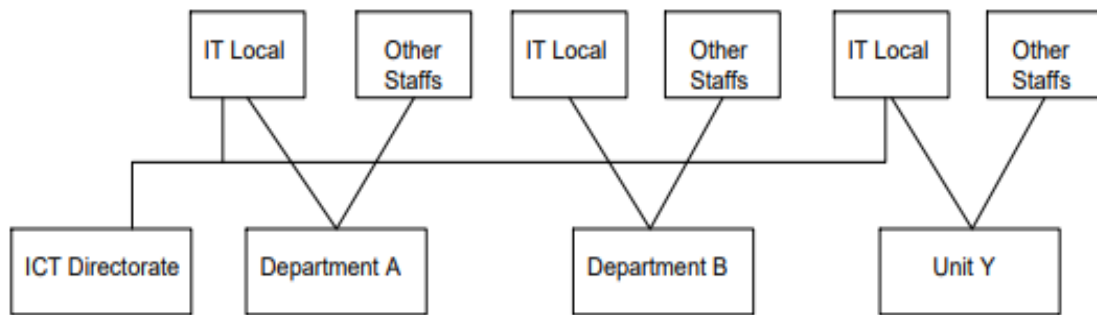 IT Local
Other
Staffs
IT Local
Other
Staffs
IT Local
Other
Staffs
ICT Directorate
Department A
Department B
Unit Y